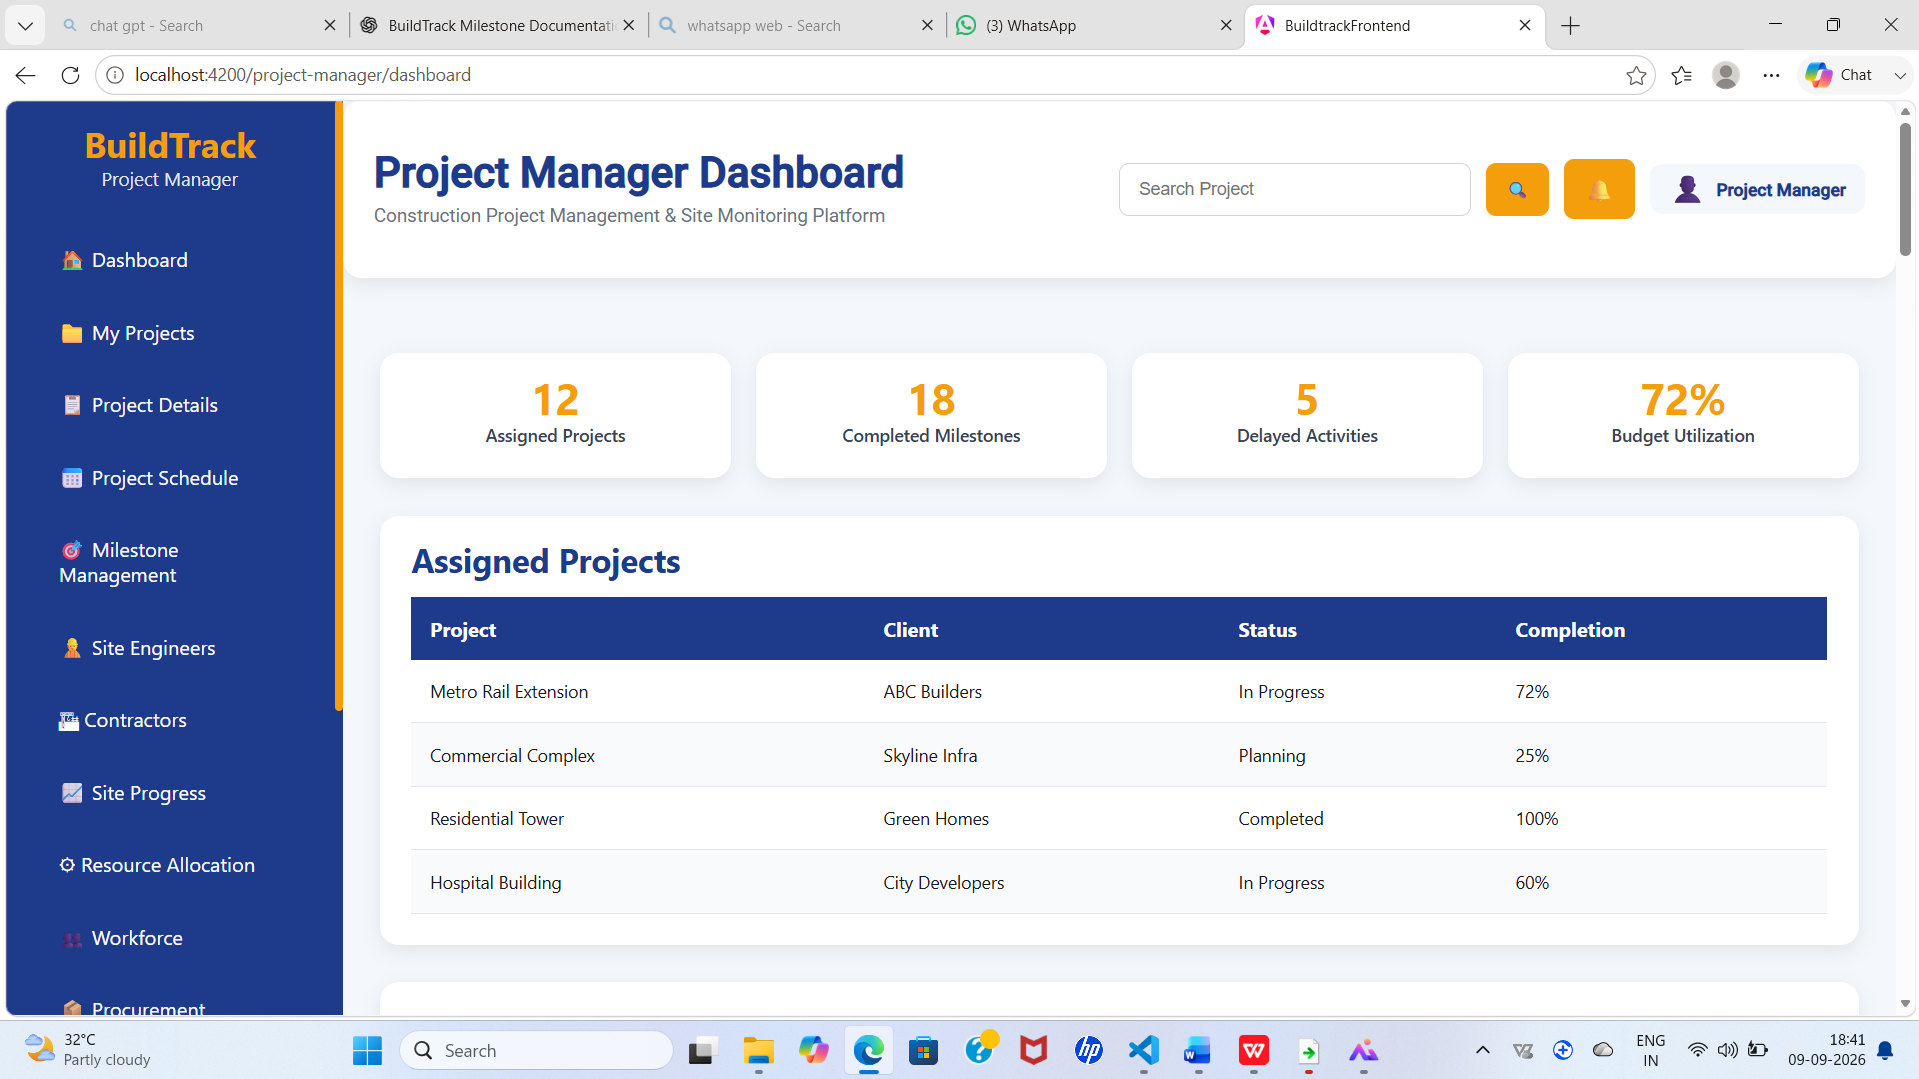 chat gpt - Search
BuildTrack Milestone Documentati
whatsapp web - Search
(3) WhatsApp
BuildtrackFrontend
localhost:4200/project-manager/dashboard
Chat
BuildTrack
Project Manager
Dashboard
My Projects
Project Details
Project Schedule
Milestone
Management
Site Engineers
Contractors
Site Progress
Resource Allocation
Workforce
Procurement
Project Manager Dashboard
Construction Project Management & Site Monitoring Platform
Search Project
Project Manager
12
Assigned Projects
18
Completed Milestones
5
Delayed Activities
72%
Budget Utilization
Assigned Projects
Project Client Status Completion
Metro Rail Extension ABC Builders In Progress 72%
Commercial Complex Skyline Infra Planning 25%
Residential Tower Green Homes Completed 100%
Hospital Building City Developers In Progress 60%
32°C
Partly cloudy
Search
ENG
IN
18:41
09-09-2026